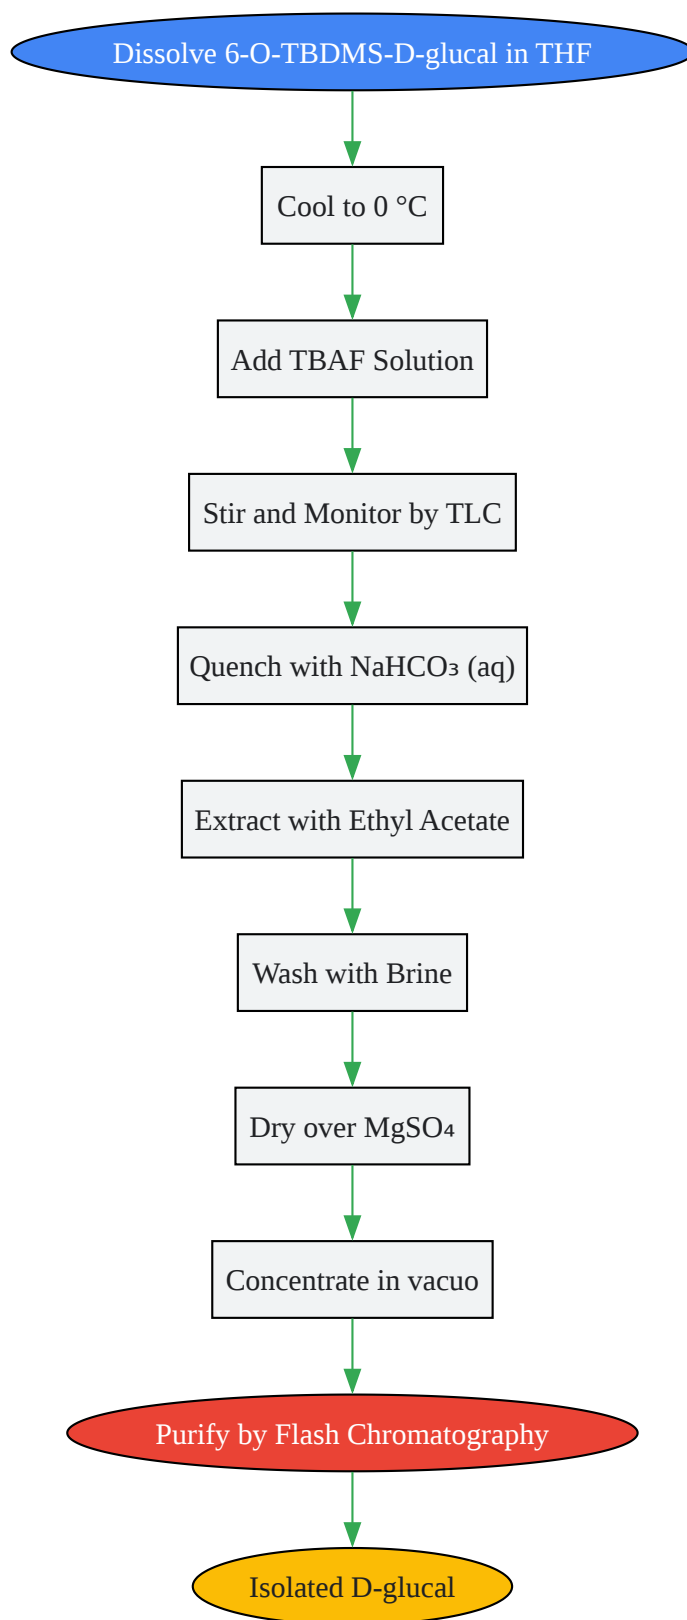 Dissolve 6-O-TBDMS-D-glucal in THF
Cool to 0 °C
Add TBAF Solution
Stir and Monitor by TLC
Quench with NaHCO₃ (aq)
Extract with Ethyl Acetate
Wash with Brine
Dry over MgSO₄
Concentrate in vacuo
Purify by Flash Chromatography
Isolated D-glucal